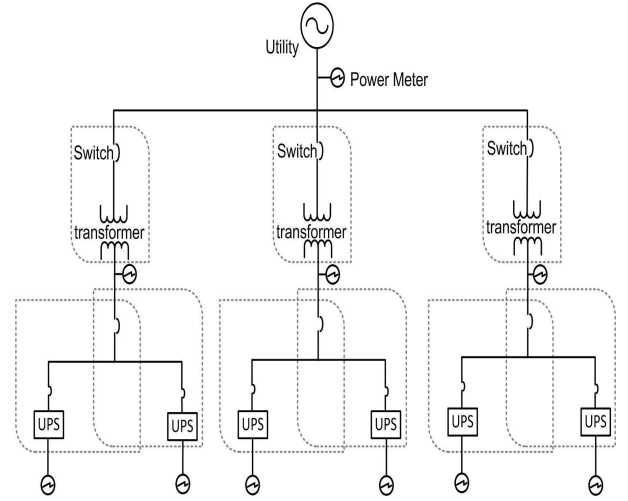 Utility
Power Meter
Switch
Switch
Switch
transformer
transformer
transformer
UPS
UPS
UPS
UPS
UPS
UPS